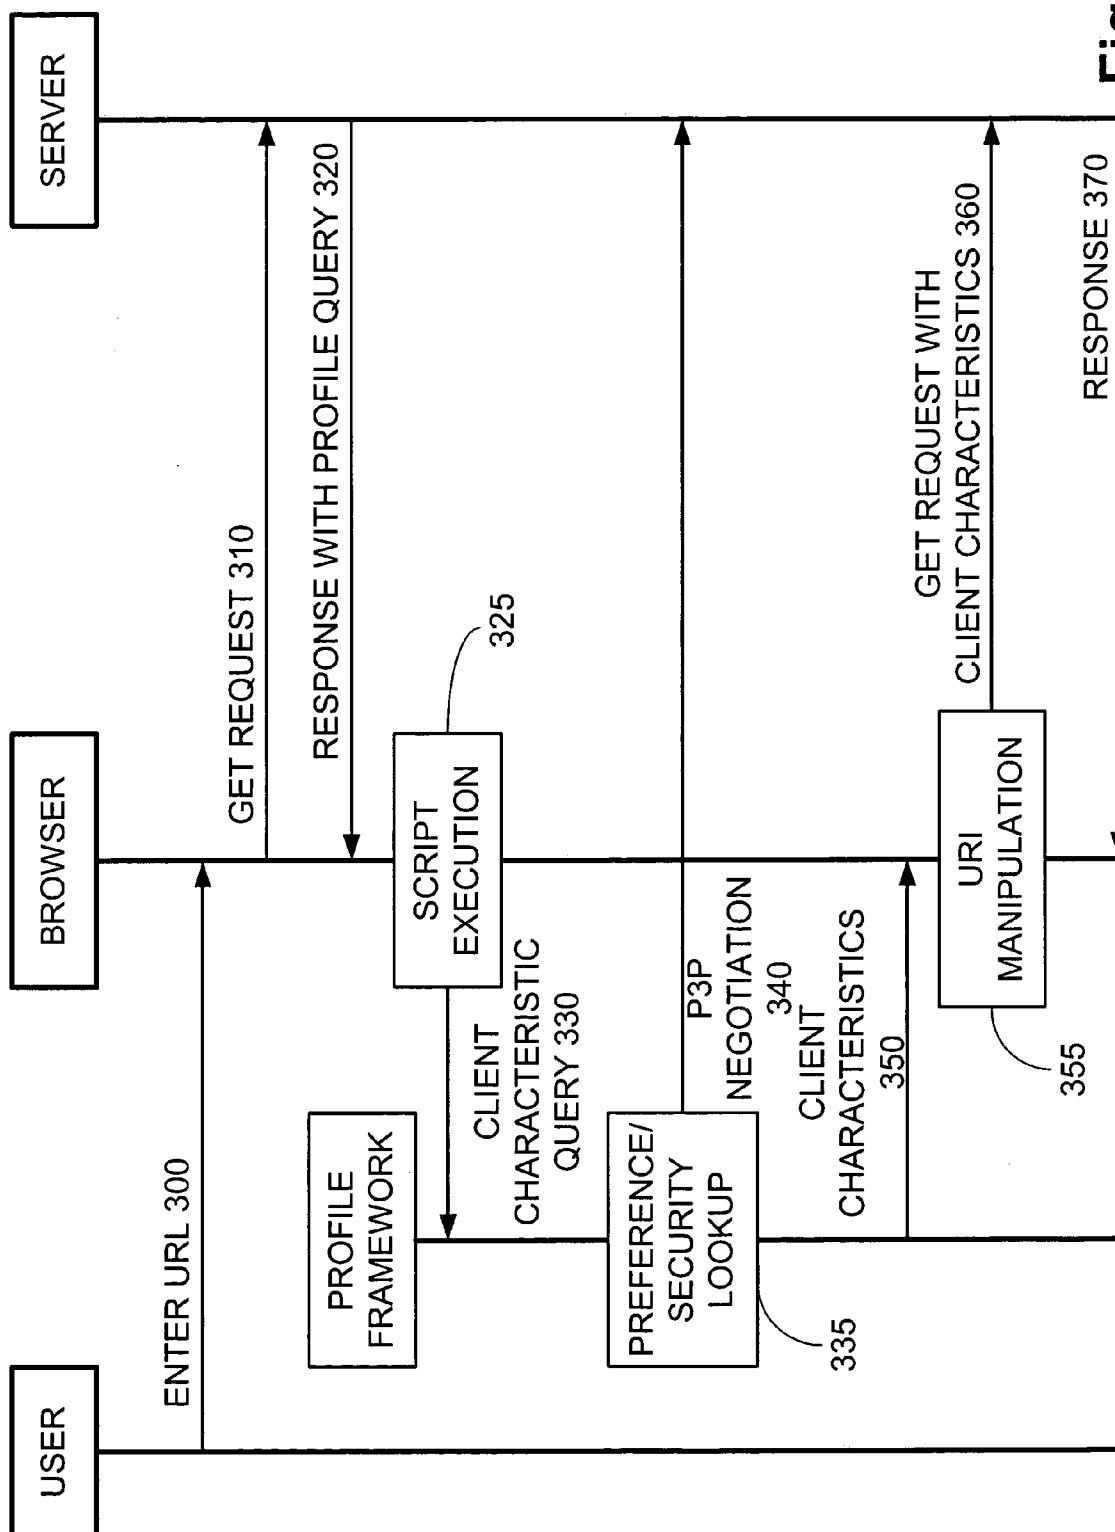 USER
BROWSER
SERVER
ENTER URL 300
GET REQUEST 310
RESPONSE WITH PROFILE QUERY 320
PROFILE
FRAMEWORK
SCRIPT
EXECUTION
325
CLIENT
CHARACTERISTIC
QUERY 330
PREFERENCE/
SECURITY
LOOKUP
335
P3P
NEGOTIATION
340
CLIENT
CHARACTERISTICS
350
URI
MANIPULATION
355
GET REQUEST WITH
CLIENT CHARACTERISTICS 360
RESPONSE 370